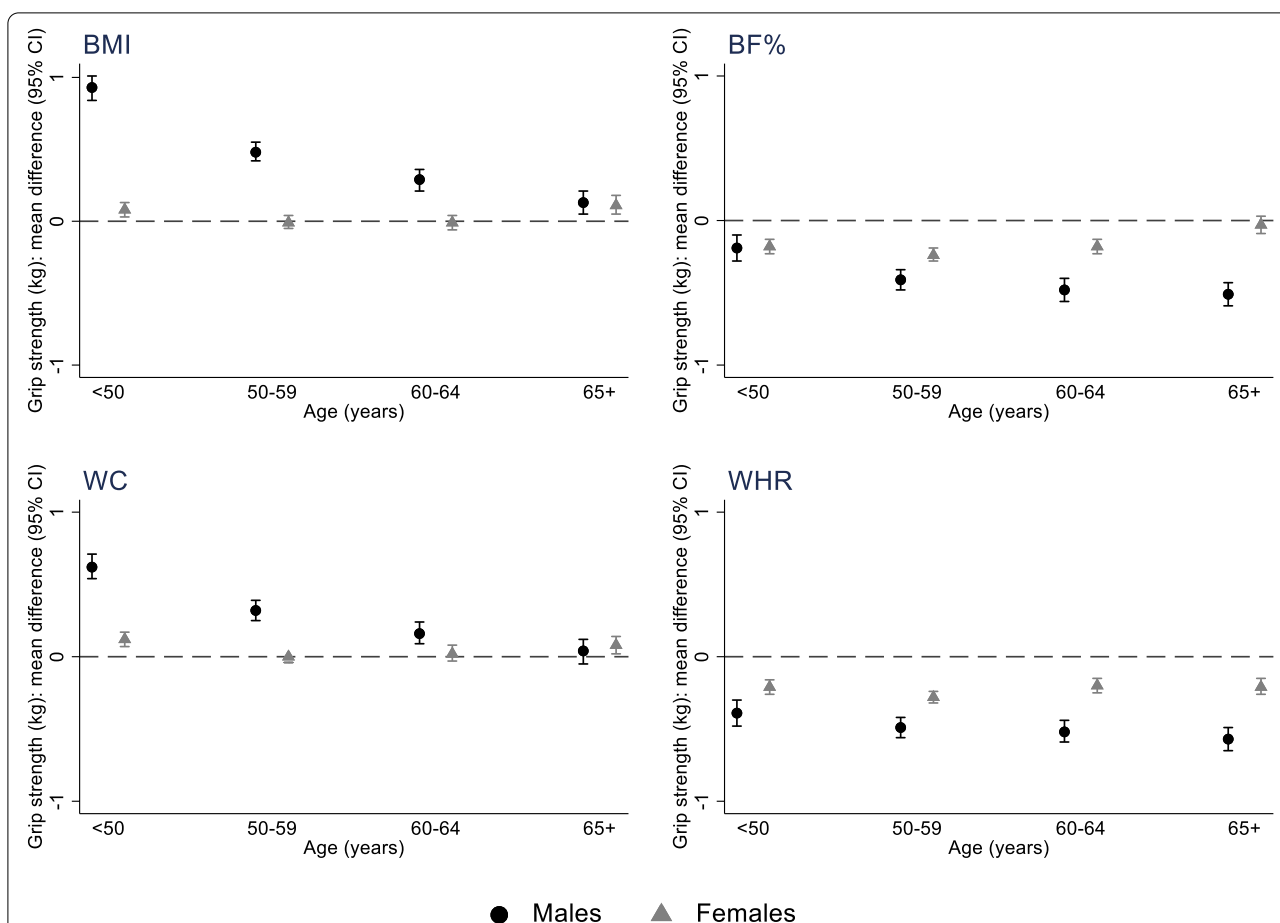 BMI
Grip strength (kg): mean difference (95% CI)
1
0
-1
<50 50-59 60-64 65+
Age (years)
BF%
Grip strength (kg): mean difference (95% CI)
1
0
-1
<50 50-59 60-64 65+
Age (years)
WC
Grip strength (kg): mean difference (95% CI)
1
0
-1
<50 50-59 60-64 65+
Age (years)
WHR
Grip strength (kg): mean difference (95% CI)
1
0
-1
<50 50-59 60-64 65+
Age (years)
Males Females